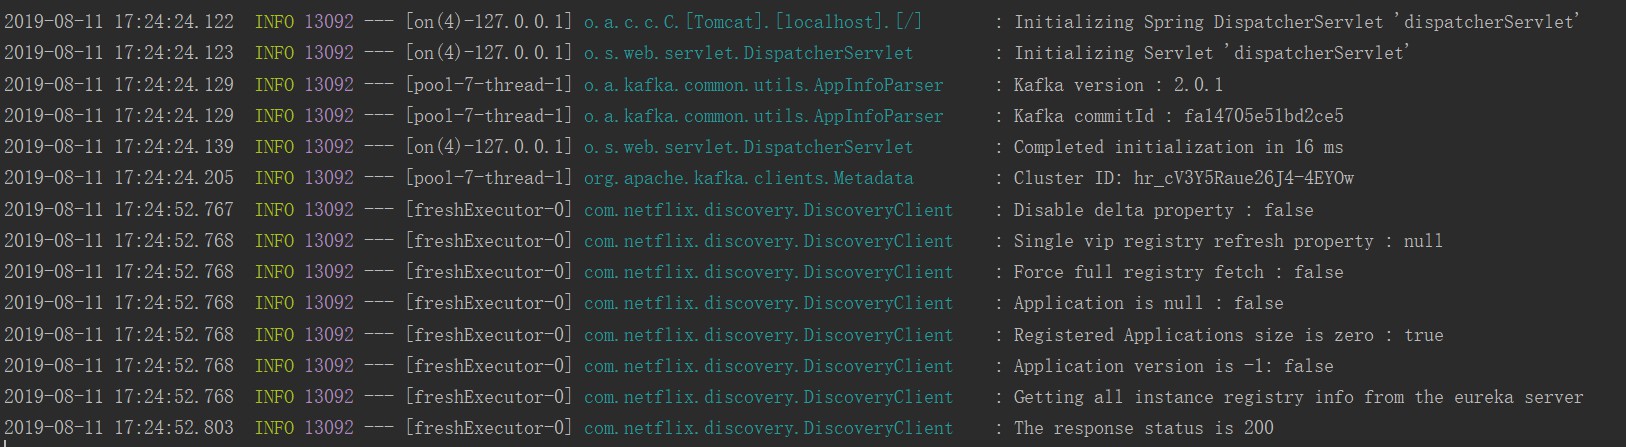 2019-08-11 17:24:24.122  INFO 13092 --- [on(4)-127.0.0.1] o.a.c.c.C.[Tomcat].[localhost].[/]       : Initializing Spring DispatcherServlet 'dispatcherServlet'
2019-08-11 17:24:24.123  INFO 13092 --- [on(4)-127.0.0.1] o.s.web.servlet.DispatcherServlet        : Initializing Servlet 'dispatcherServlet'
2019-08-11 17:24:24.129  INFO 13092 --- [pool-7-thread-1] o.a.kafka.common.utils.AppInfoParser     : Kafka version : 2.0.1
2019-08-11 17:24:24.129  INFO 13092 --- [pool-7-thread-1] o.a.kafka.common.utils.AppInfoParser     : Kafka commitId : fa14705e51bd2ce5
2019-08-11 17:24:24.139  INFO 13092 --- [on(4)-127.0.0.1] o.s.web.servlet.DispatcherServlet        : Completed initialization in 16 ms
2019-08-11 17:24:24.205  INFO 13092 --- [pool-7-thread-1] org.apache.kafka.clients.Metadata        : Cluster ID: hr_cV3Y5Raue26J4-4EYOw
2019-08-11 17:24:52.767  INFO 13092 --- [freshExecutor-0] com.netflix.discovery.DiscoveryClient    : Disable delta property : false
2019-08-11 17:24:52.768  INFO 13092 --- [freshExecutor-0] com.netflix.discovery.DiscoveryClient    : Single vip registry refresh property : null
2019-08-11 17:24:52.768  INFO 13092 --- [freshExecutor-0] com.netflix.discovery.DiscoveryClient    : Force full registry fetch : false
2019-08-11 17:24:52.768  INFO 13092 --- [freshExecutor-0] com.netflix.discovery.DiscoveryClient    : Application is null : false
2019-08-11 17:24:52.768  INFO 13092 --- [freshExecutor-0] com.netflix.discovery.DiscoveryClient    : Registered Applications size is zero : true
2019-08-11 17:24:52.768  INFO 13092 --- [freshExecutor-0] com.netflix.discovery.DiscoveryClient    : Application version is -1: false
2019-08-11 17:24:52.768  INFO 13092 --- [freshExecutor-0] com.netflix.discovery.DiscoveryClient    : Getting all instance registry info from the eureka server
2019-08-11 17:24:52.803  INFO 13092 --- [freshExecutor-0] com.netflix.discovery.DiscoveryClient    : The response status is 200